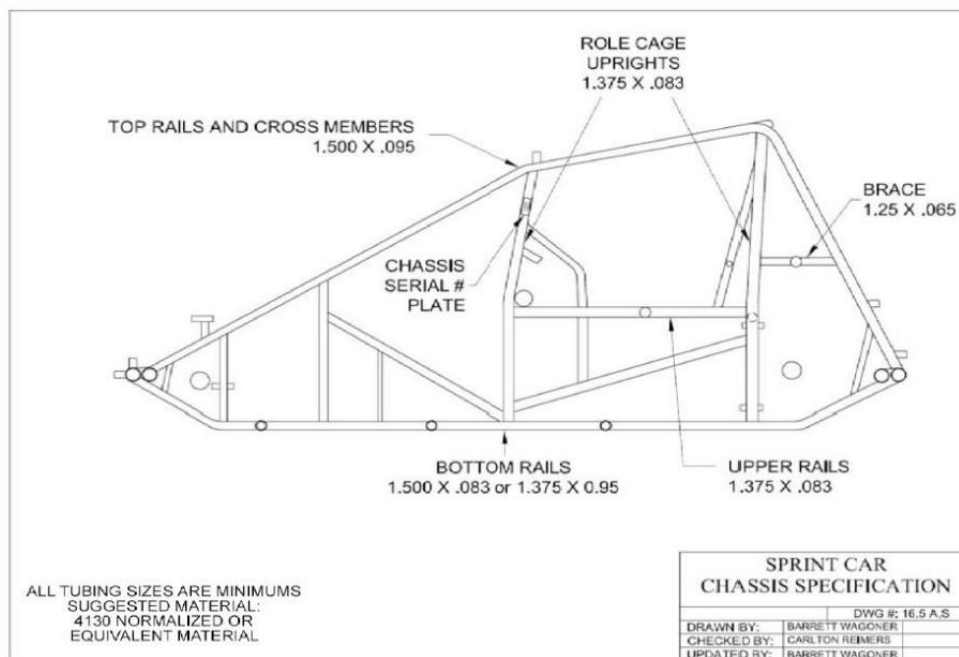 ROLE CAGE
UPRIGHTS
1.375 X .083
TOP RAILS AND CROSS MEMBERS
1.500 X .095
BRACE
1.25 X .065
CHASSIS
SERIAL #
PLATE
BOTTOM RAILS
1.500 X .083 or 1.375 X 0.95
UPPER RAILS
1.375 X .083
ALL TUBING SIZES ARE MINIMUMS
SUGGESTED MATERIAL:
4130 NORMALIZED OR
EQUIVALENT MATERIAL
SPRINT CAR
CHASSIS SPECIFICATION
DWG #: 16.5 A,S
DRAWN BY: BARRETT WAGONER
CHECKED BY: CARLTON REIMERS
UPDATED BY: BARRETT WAGONER